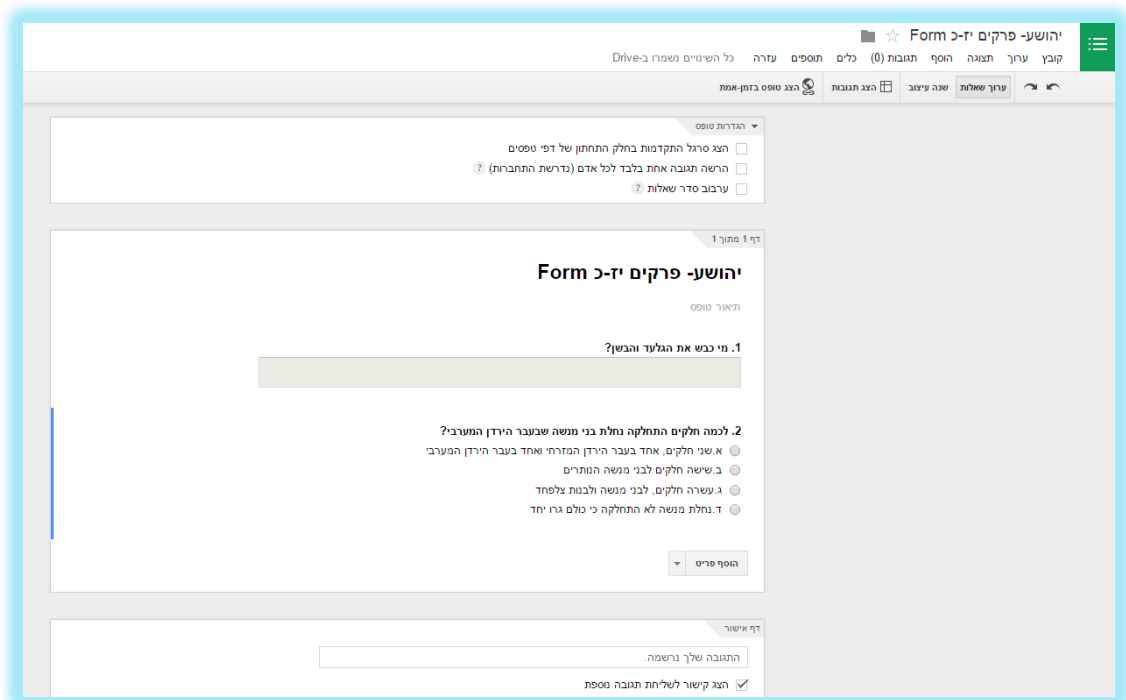 יהושע- פרקים יז-כ Form
קובץ ערוך תצוגה הוסף תגובות (0) כלים תוספים עזרה כל השינויים נשמרו ב-Drive
ערוך שאלות שנה עיצוב הצג תגובות הצג טופס בזמן-אמת
הגדרות טופס
הצג סרגל התקדמות בחלק התחתון של דפי טפסים
הרשה תגובה אחת בלבד לכל אדם (נדרשת התחברות) ?
ערבוב סדר שאלות ?
דף 1 מתוך 1
יהושע- פרקים יז-כ Form
תיאור טופס
1. מי כבש את הגלעד והבשן?
2. לכמה חלקים התחלקה נחלת בני מנשה שבעבר הירדן המערבי?
א.שני חלקים, אחד בעבר הירדן המזרחי ואחד בעבר הירדן המערבי
ב.שישה חלקים לבני מנשה הנותרים
ג.עשרה חלקים, לבני מנשה ולבנות צלפחד
ד.נחלת מנשה לא התחלקה כי כולם גרו יחד
הוסף פריט
דף אישור
התגובה שלך נרשמה.
הצג קישור לשליחת תגובה נוספת